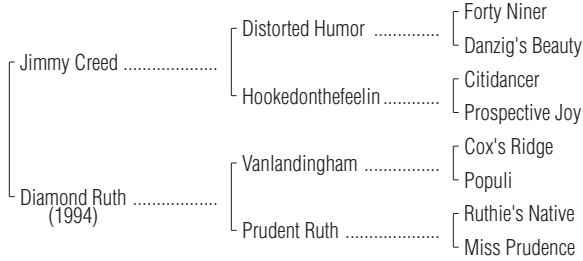 Forty Niner
Distorted Humor ..............
Danzig's Beauty
Jimmy Creed ...................
Citidancer
Hookedonthefeelin ............
Prospective Joy
Cox's Ridge
Vanlandingham ................
Populi
Diamond Ruth .................
(1994)
Ruthie's Native
Prudent Ruth ...................
Miss Prudence